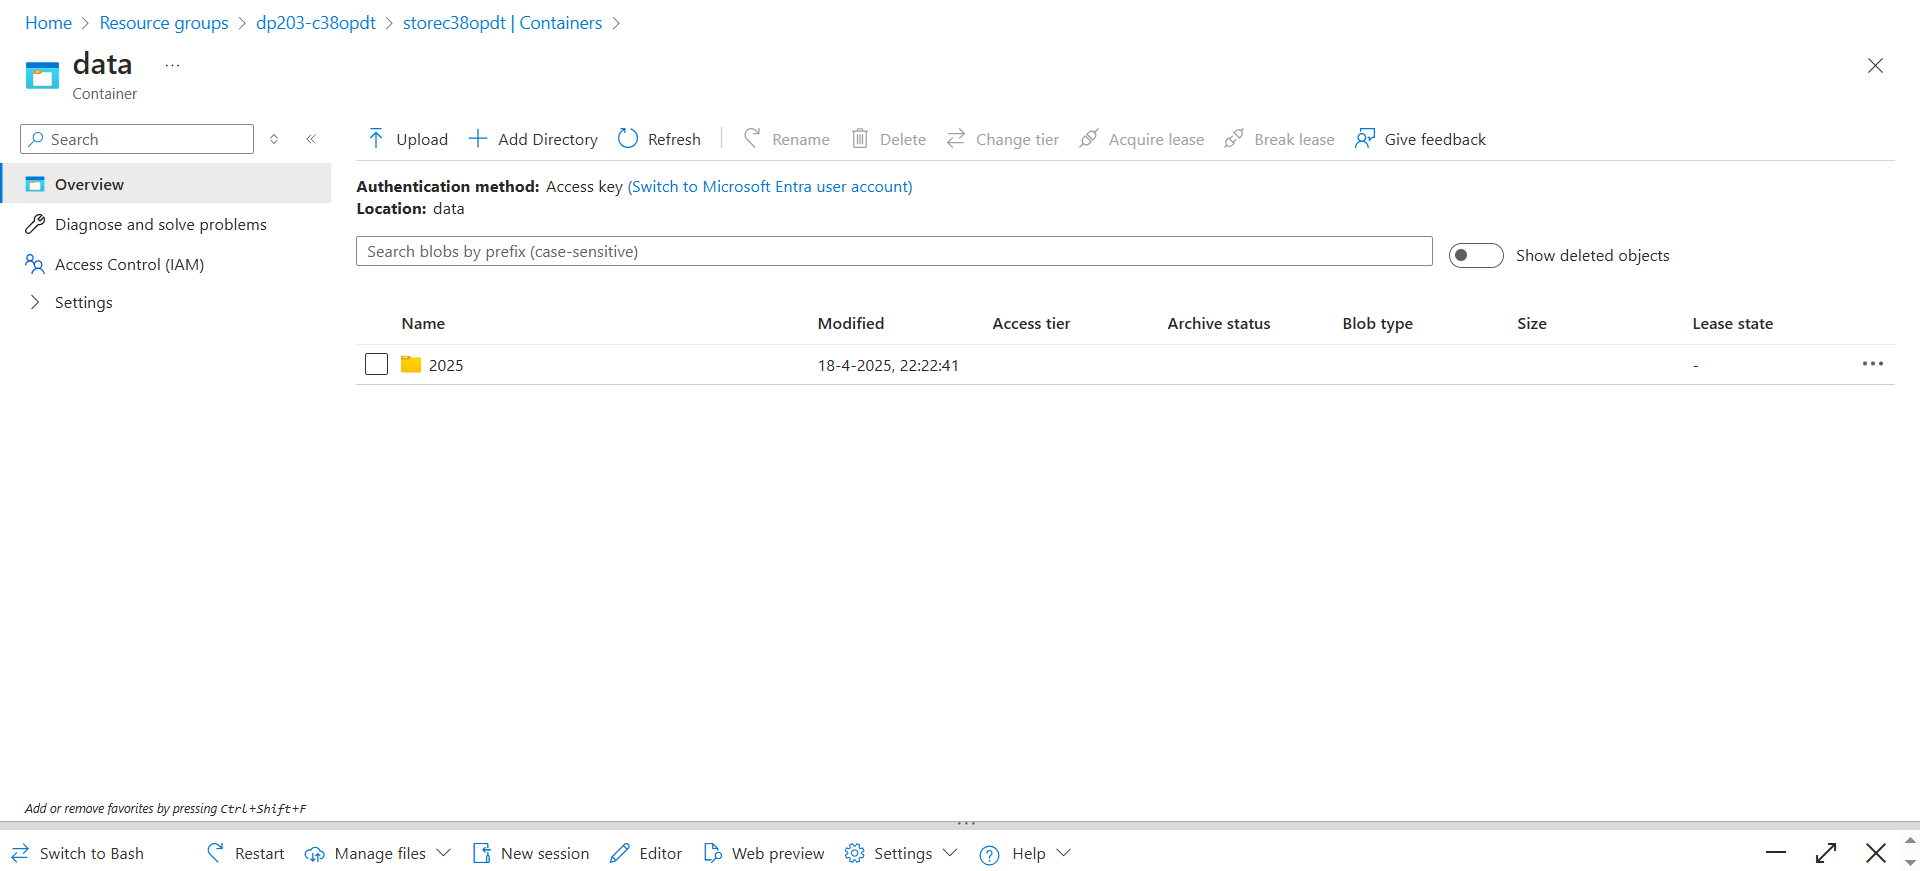 Home > Resource groups > dp203-c38opdt > storec38opdt | Containers >
data ...
Container
Search
Upload Add Directory Refresh Rename Delete Change tier Acquire lease Break lease Give feedback
Overview
Diagnose and solve problems
Access Control (IAM)
Settings
Authentication method: Access key (Switch to Microsoft Entra user account)
Location: data
Search blobs by prefix (case-sensitive)
Show deleted objects
Name Modified Access tier Archive status Blob type Size Lease state
2025 18-4-2025, 22:22:41 -
Add or remove favorites by pressing Ctrl+Shift+F
Switch to Bash Restart Manage files New session Editor Web preview Settings Help